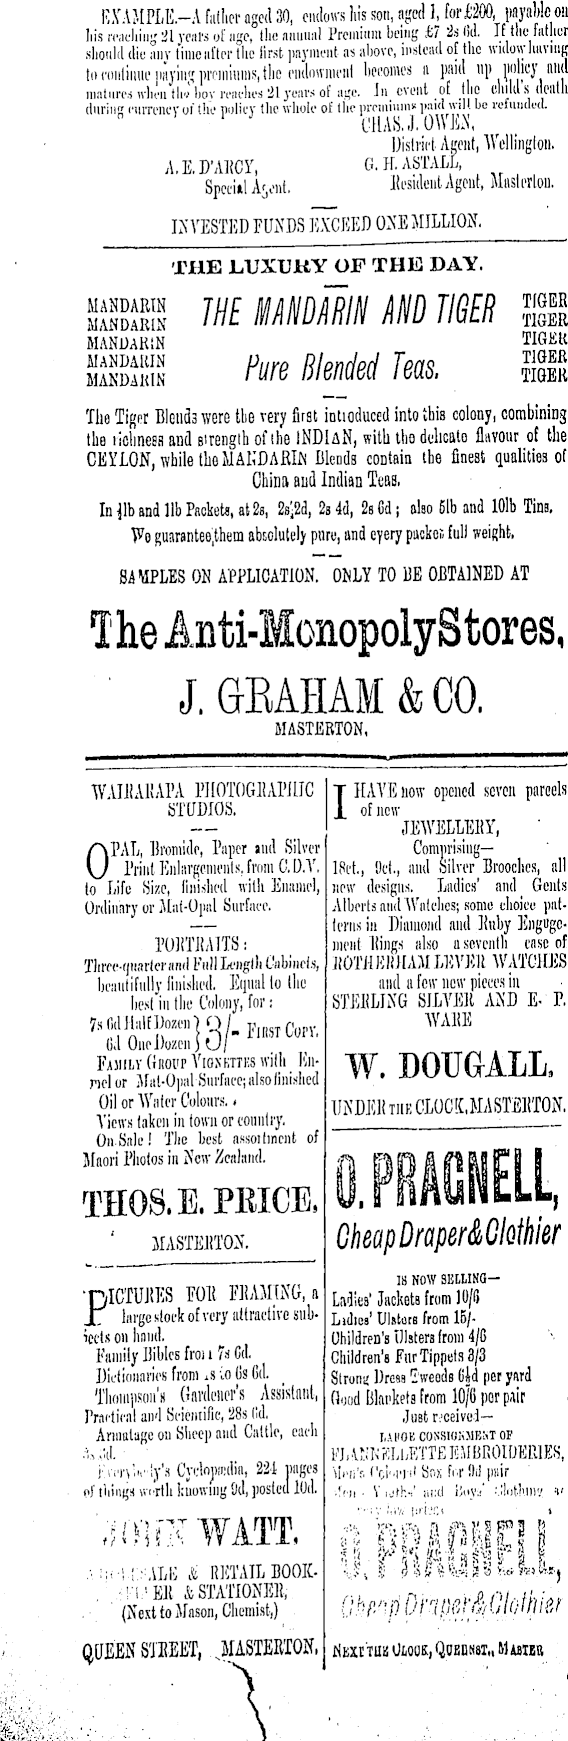 EXAMPLE.—A father aged 30, endows his son, aged 1, for £200, payable on
his reaching 21 years of age, the annual Premium being £7 2s 6d. If the father
should die any time after the first payment as above, instead of the widow having
to continue paying premiums, the endowment becomes a paid up policy and
matures when the boy reaches 21 years of age. In event of the child's death
during currency of the policy the whole of the premiums paid will be refunded.
CHAS. J. OWEN,
District Agent, Wellington.
A. E. D'ARCY,
Special Agent.
G. H. ASTALL,
Resident Agent, Masterton.
INVESTED FUNDS EXCEED ONE MILLION.
THE LUXURY OF THE DAY.
MANDARIN
MANDARIN
MANDARIN
MANDARIN
MANDARIN
THE MANDARIN AND TIGER
Pure Blended Teas.
TIGER
TIGER
TIGER
TIGER
TIGER
The Tiger Blends were the very first introduced into this colony, combining
the richness and strength of the INDIAN, with the delicate flavour of the
CEYLON, while the MANDARIN Blends contain the finest qualities of
China and Indian Teas.
In ½lb and 1lb Packets, at 2s, 2s 2d, 2s 4d, 2s 6d; also 5lb and 10lb Tins.
We guarantee them absolutely pure, and every packet full weight.
SAMPLES ON APPLICATION. ONLY TO BE OBTAINED AT
The Anti-Monopoly Stores,
J. GRAHAM & CO.
MASTERTON,
WAIRARAPA PHOTOGRAPHIC
STUDIOS.
OPAL, Bromide, Paper and Silver
Print Enlargements, from C.D.V.
to Life Size, finished with Enamel,
Ordinary or Mat-Opal Surface.
PORTRAITS:
Three-quarter and Full Length Cabinets,
beautifully finished. Equal to the
best in the Colony, for:
7s 6d Half Dozen } 3/- FIRST COPY.
6d One Dozen }
FAMILY GROUP VIGNETTES with En-
mel or Mat-Opal Surface; also finished
Oil or Water Colours.
Views taken in town or country.
On Sale! The best assortment of
Maori Photos in New Zealand.
THOS. E. PRICE,
MASTERTON.
PICTURES FOR FRAMING, a
large stock of very attractive sub-
jects on hand.
Family Bibles from 7s 6d.
Dictionaries from s to 6s 6d.
Thompson's Gardener's Assistant,
Practical and Scientific, 28s 6d.
Armatage on Sheep and Cattle, each
Everybody's Cyclopædia, 224 pages
of things worth knowing 9d, posted 10d.
JOHN WATT,
& RETAIL BOOK-
ER & STATIONER,
(Next to Mason, Chemist,)
QUEEN STREET, MASTERTON.
I HAVE now opened seven parcels
of new
JEWELLERY,
Comprising—
18ct., 9ct., and Silver Brooches, all
new designs. Ladies' and Gents
Alberts and Watches; some choice pat-
terns in Diamond and Ruby Engage-
ment Rings also a seventh case of
ROTHERHAM LEVER WATCHES
and a few new pieces in
STERLING SILVER AND E. P.
WARE
W. DOUGALL,
UNDER THE CLOCK, MASTERTON.
O. PRAGNELL,
Cheap Draper & Clothier
IS NOW SELLING—
Ladies' Jackets from 10/6
Ladies' Ulsters from 15/-
Children's Ulsters from 4/6
Children's Fur Tippets 3/3
Strong Dress Tweeds 6½d per yard
Good Blankets from 10/6 per pair
Just received—
LARGE CONSIGNMENT OF
FLANNELLETTE EMBROIDERIES,
Men's Colored Sox for 9d pair
Men's Youths' and Boys' Clothing at
very low prices
O. PRAGNELL,
Cheap Draper & Clothier
NEXT THE CLOCK, QUEENST., MASTER